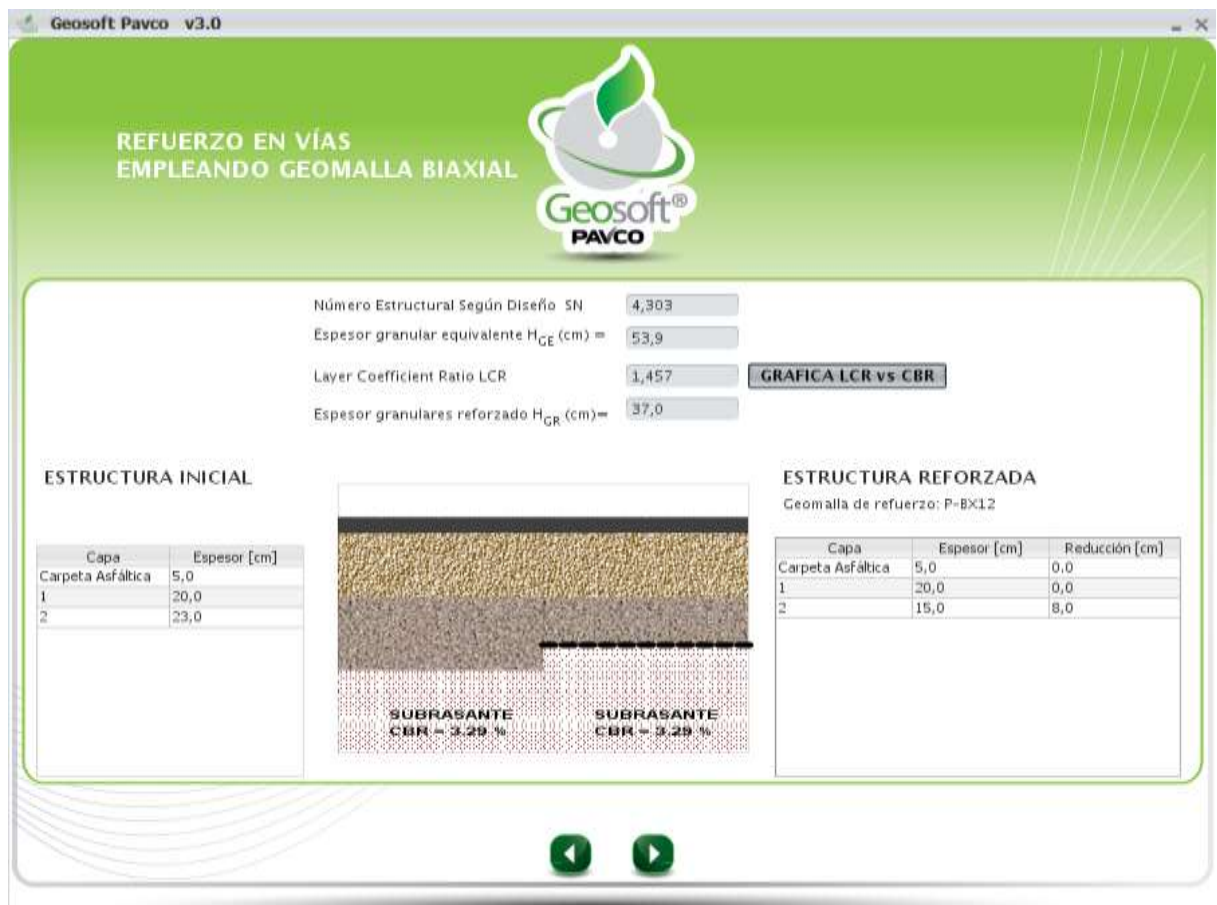 Geosoft Pavco v3.0
REFUERZO EN VÍAS
EMPLEANDO GEOMALLA BIAXIAL
Geosoft®
PAVCO
Número Estructural Según Diseño SN 4,303
Espesor granular equivalente HGE (cm) = 53,9
Layer Coefficient Ratio LCR 1,457 GRAFICA LCR vs CBR
Espesor granulares reforzado HGR (cm)= 37,0
ESTRUCTURA INICIAL
Capa Espesor [cm]
Carpeta Asfáltica 5,0
1 20,0
2 23,0
SUBRASANTE
CBR = 3.29 %
SUBRASANTE
CBR = 3.29 %
ESTRUCTURA REFORZADA
Geomalla de refuerzo: P-BX12
Capa Espesor [cm] Reducción [cm]
Carpeta Asfáltica 5,0 0,0
1 20,0 0,0
2 15,0 8,0